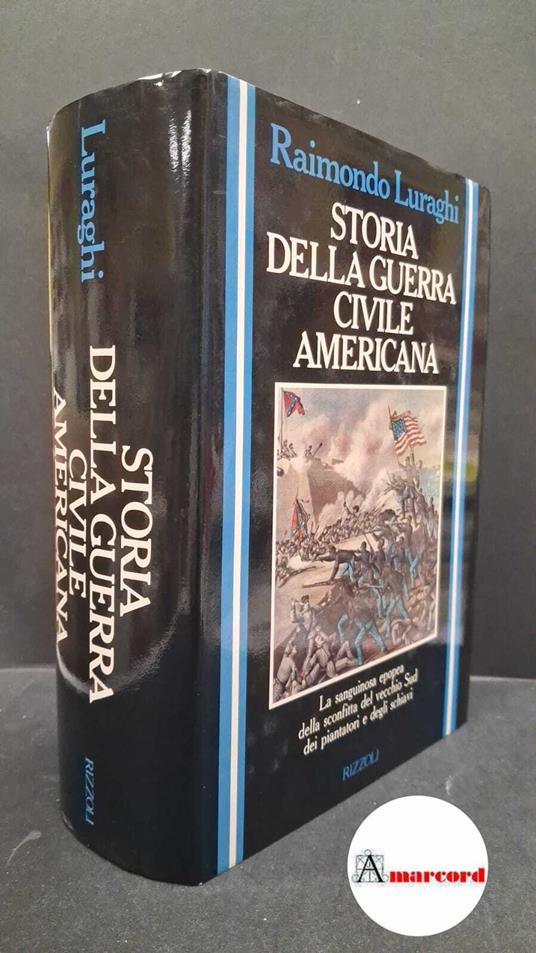 Luraghi
STORIA
DELLA GUERRA
CIVILE
AMERICANA
RIZZOLI
Raimondo Luraghi
STORIA
DELLA GUERRA
CIVILE
AMERICANA
La sanguinosa epopea
della sconfitta del vecchio Sud
dei piantatori e degli schiavi
RIZZOLI
Amarcord